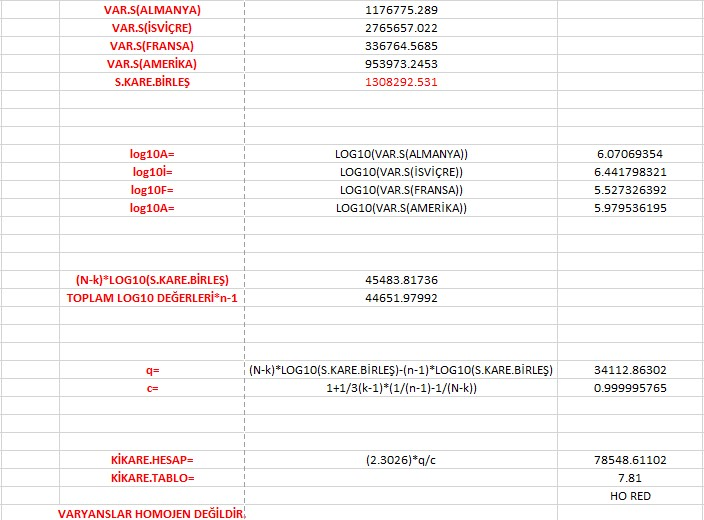 VAR.S(ALMANYA) 1176775.289
VAR.S(İSVİÇRE) 2765657.022
VAR.S(FRANSA) 336764.5685
VAR.S(AMERİKA) 953973.2453
S.KARE.BİRLEŞ 1308292.531
log10A= LOG10(VAR.S(ALMANYA)) 6.07069354
log10İ= LOG10(VAR.S(İSVİÇRE)) 6.441798321
log10F= LOG10(VAR.S(FRANSA)) 5.527326392
log10A= LOG10(VAR.S(AMERİKA)) 5.979536195
(N-k)*LOG10(S.KARE.BİRLEŞ) 45483.81736
TOPLAM LOG10 DEĞERLERİ*n-1 44651.97992
q= (N-k)*LOG10(S.KARE.BİRLEŞ)-(n-1)*LOG10(S.KARE.BİRLEŞ) 34112.86302
c= 1+1/3(k-1)*(1/(n-1)-1/(N-k)) 0.999995765
KİKARE.HESAP= (2.3026)*q/c 78548.61102
KİKARE.TABLO= 7.81
HO RED
VARYANSLAR HOMOJEN DEĞİLDİR.